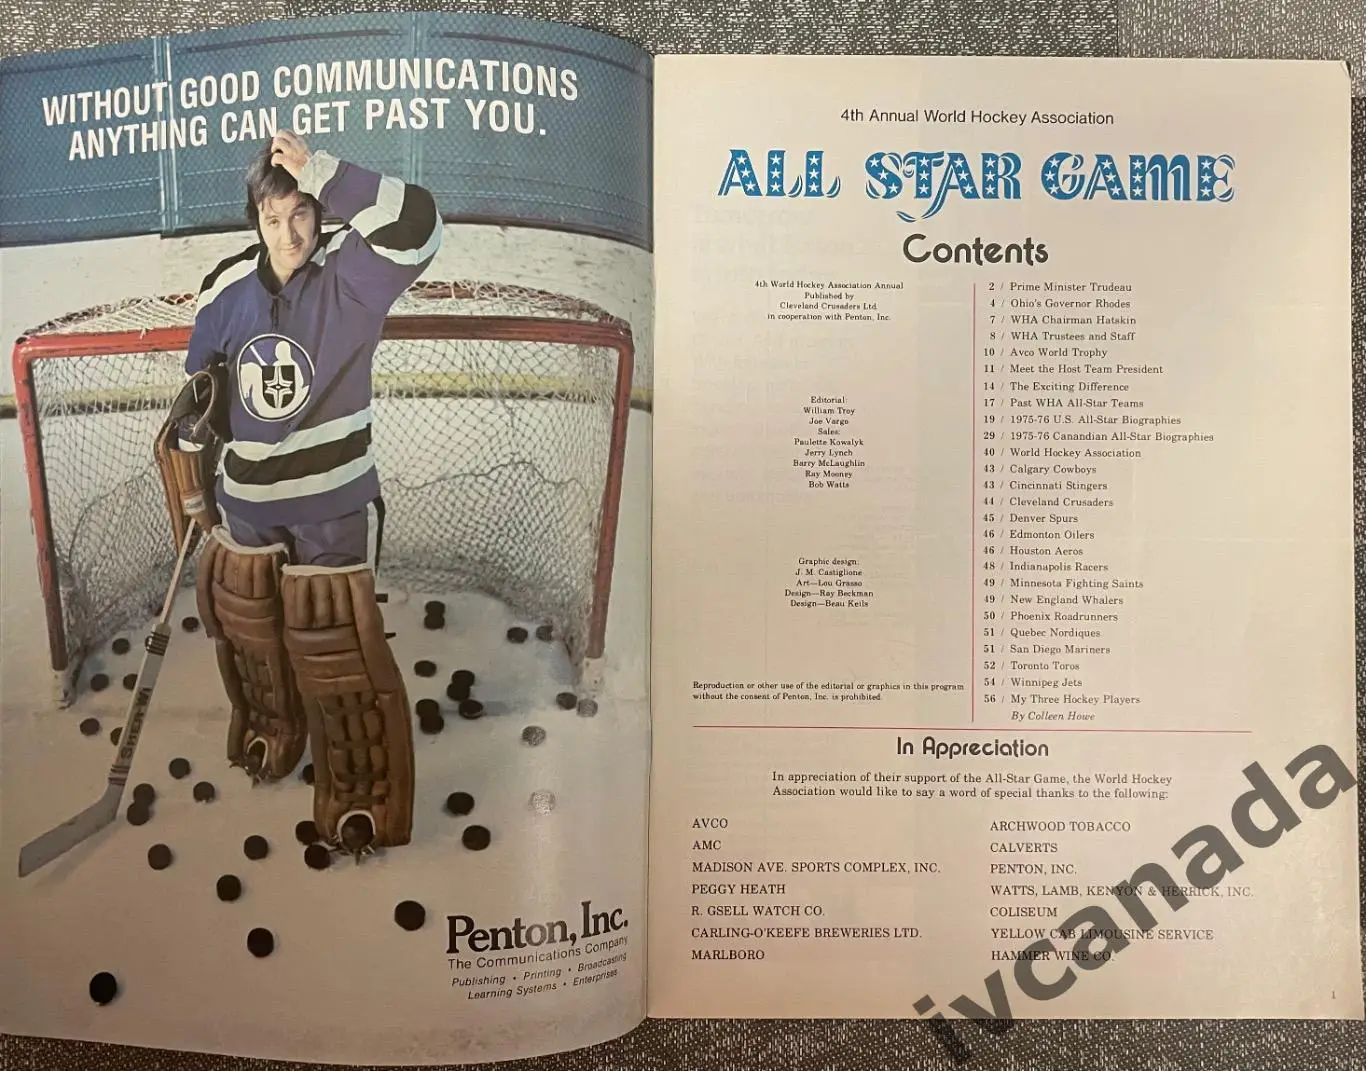 WITHOUT GOOD COMMUNICATIONS
ANYTHING CAN GET PAST YOU.
SHER-W
Penton, Inc.
The Communications Company
Publishing • Printing • Broadcasting
Learning Systems • Enterprises
4th Annual World Hockey Association
ALL STAR GAME
Contents
4th World Hockey Association Annual
Published by
Cleveland Crusaders Ltd.
in cooperation with Penton, Inc.
Editorial:
William Troy
Joe Vargo
Sales:
Paulette Kowalyk
Jerry Lynch
Barry McLaughlin
Ray Mooney
Bob Watts
Graphic design:
J. M. Castiglione
Art—Lou Grasso
Design—Ray Beckman
Design—Beau Keils
Reproduction or other use of the editorial or graphics in this program
without the consent of Penton, Inc. is prohibited.
2 / Prime Minister Trudeau
4 / Ohio's Governor Rhodes
7 / WHA Chairman Hatskin
8 / WHA Trustees and Staff
10 / Avco World Trophy
11 / Meet the Host Team President
14 / The Exciting Difference
17 / Past WHA All-Star Teams
19 / 1975-76 U.S. All-Star Biographies
29 / 1975-76 Canandian All-Star Biographies
40 / World Hockey Association
43 / Calgary Cowboys
43 / Cincinnati Stingers
44 / Cleveland Crusaders
45 / Denver Spurs
46 / Edmonton Oilers
46 / Houston Aeros
48 / Indianapolis Racers
49 / Minnesota Fighting Saints
49 / New England Whalers
50 / Phoenix Roadrunners
51 / Quebec Nordiques
51 / San Diego Mariners
52 / Toronto Toros
54 / Winnipeg Jets
56 / My Three Hockey Players
By Colleen Howe
In Appreciation
In appreciation of their support of the All-Star Game, the World Hockey
Association would like to say a word of special thanks to the following:
AVCO
AMC
MADISON AVE. SPORTS COMPLEX, INC.
PEGGY HEATH
R. GSELL WATCH CO.
CARLING-O'KEEFE BREWERIES LTD.
MARLBORO
ARCHWOOD TOBACCO
CALVERTS
PENTON, INC.
WATTS, LAMB, KENYON & HERRICK, INC.
COLISEUM
YELLOW CAB LIMOUSINE SERVICE
HAMMER WINE CO.
1
ivcanada